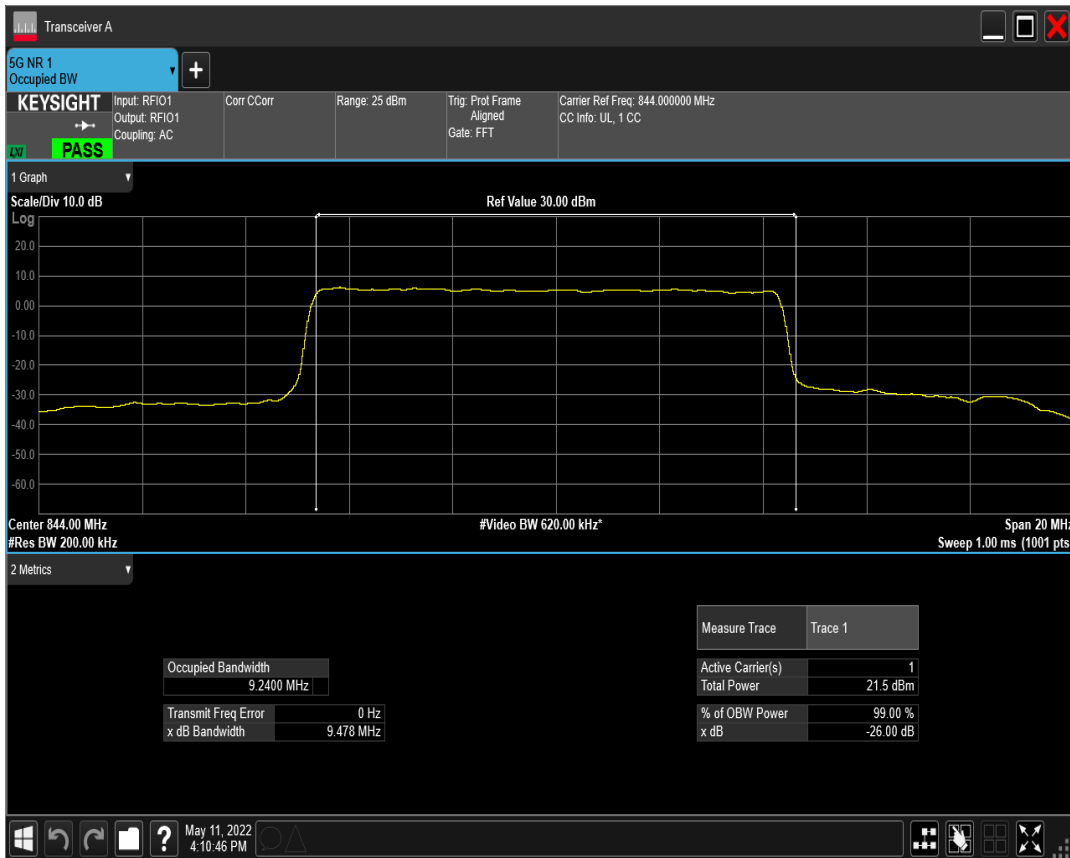 Transceiver A
5G NR 1
Occupied BW
KEYSIGHT
LXI
PASS
Input: RFIO1
Output: RFIO1
Coupling: AC
Corr CCorr
Range: 25 dBm
Trig: Prot Frame
Aligned
Gate: FFT
Carrier Ref Freq: 844.000000 MHz
CC Info: UL, 1 CC
1 Graph
Scale/Div 10.0 dB
Ref Value 30.00 dBm
Log
20.0
10.0
0.00
-10.0
-20.0
-30.0
-40.0
-50.0
-60.0
Center 844.00 MHz
#Video BW 620.00 kHz*
Span 20 MHz
#Res BW 200.00 kHz
Sweep 1.00 ms (1001 pts
2 Metrics
Measure Trace Trace 1
Occupied Bandwidth
9.2400 MHz
Active Carrier(s) 1
Total Power 21.5 dBm
Transmit Freq Error 0 Hz
x dB Bandwidth 9.478 MHz
% of OBW Power 99.00 %
x dB -26.00 dB
May 11, 2022
4:10:46 PM